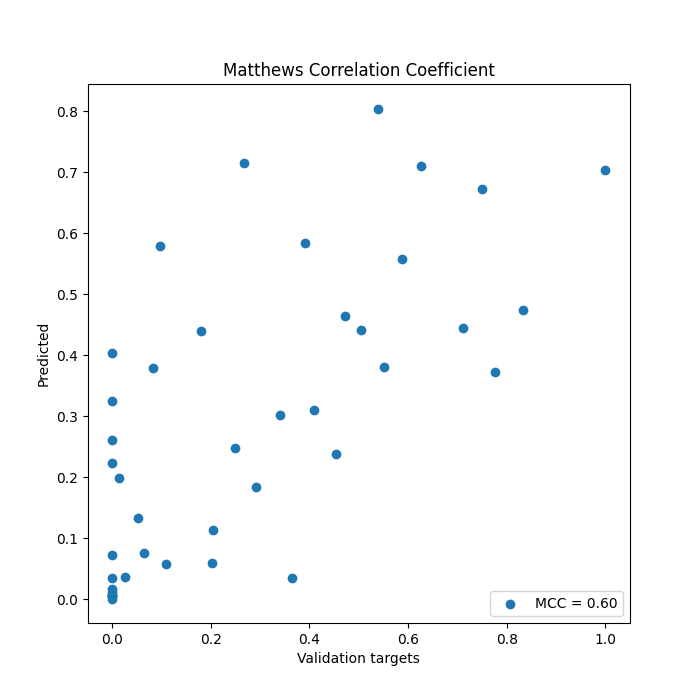 Matthews Correlation Coefficient
0.8
0.7
0.6
0.5
0.4
0.3
0.2
0.1
0.0
Predicted
MCC = 0.60
0.0 0.2 0.4 0.6 0.8 1.0
Validation targets